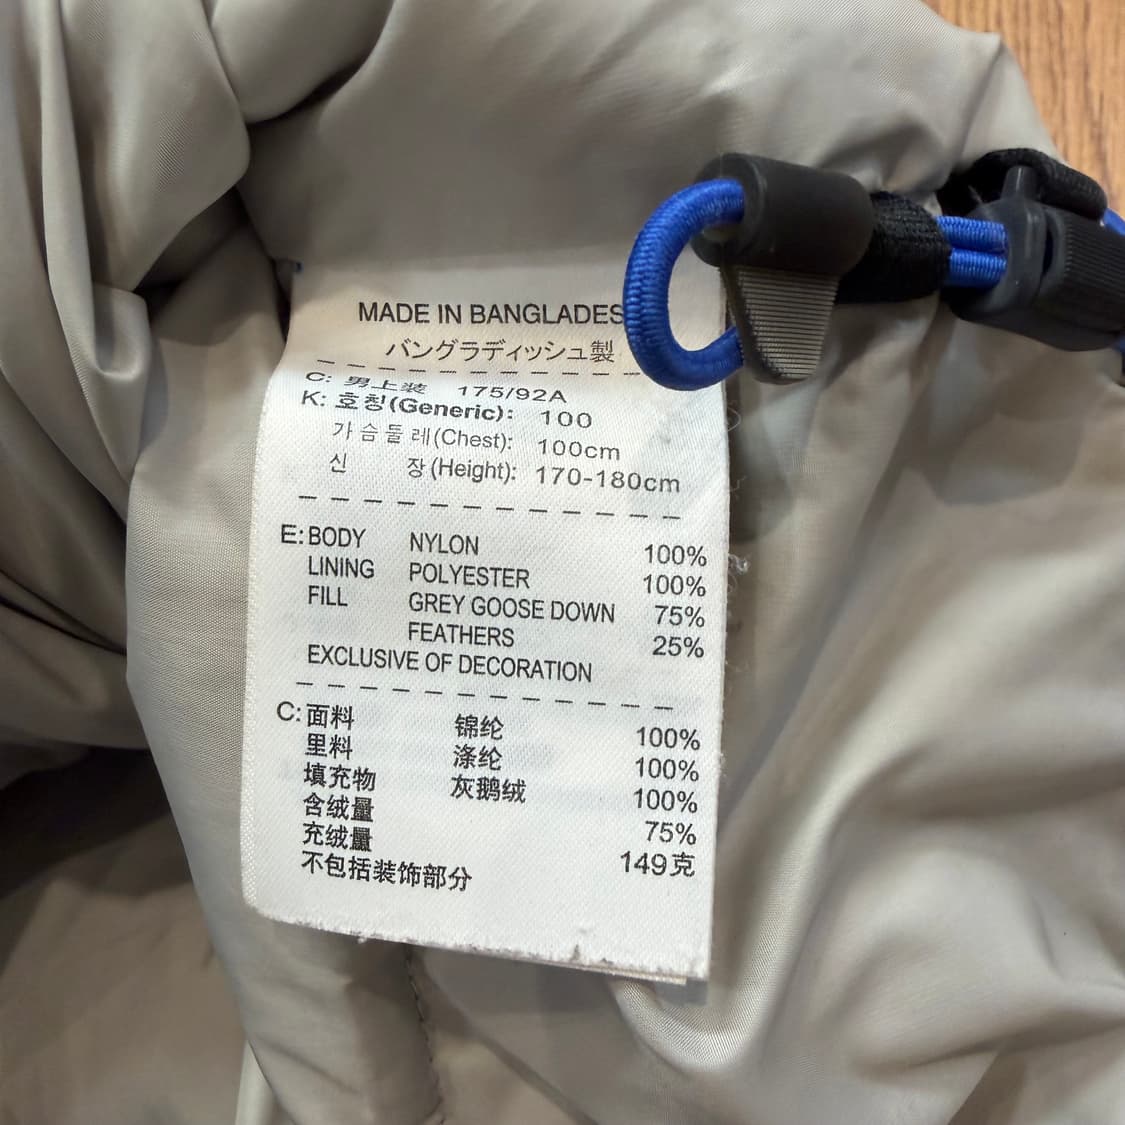 MADE IN BANGLADES
バングラディッシュ製
C: 男上装 175/92A
K: 호칭(Generic): 100
가슴둘레(Chest): 100cm
신 장(Height): 170-180cm
E: BODY NYLON 100%
LINING POLYESTER 100%
FILL GREY GOOSE DOWN 75%
FEATHERS 25%
EXCLUSIVE OF DECORATION
C: 面料 锦纶 100%
里料 涤纶 100%
填充物 灰鹅绒 100%
含绒量 75%
充绒量 149克
不包括装饰部分